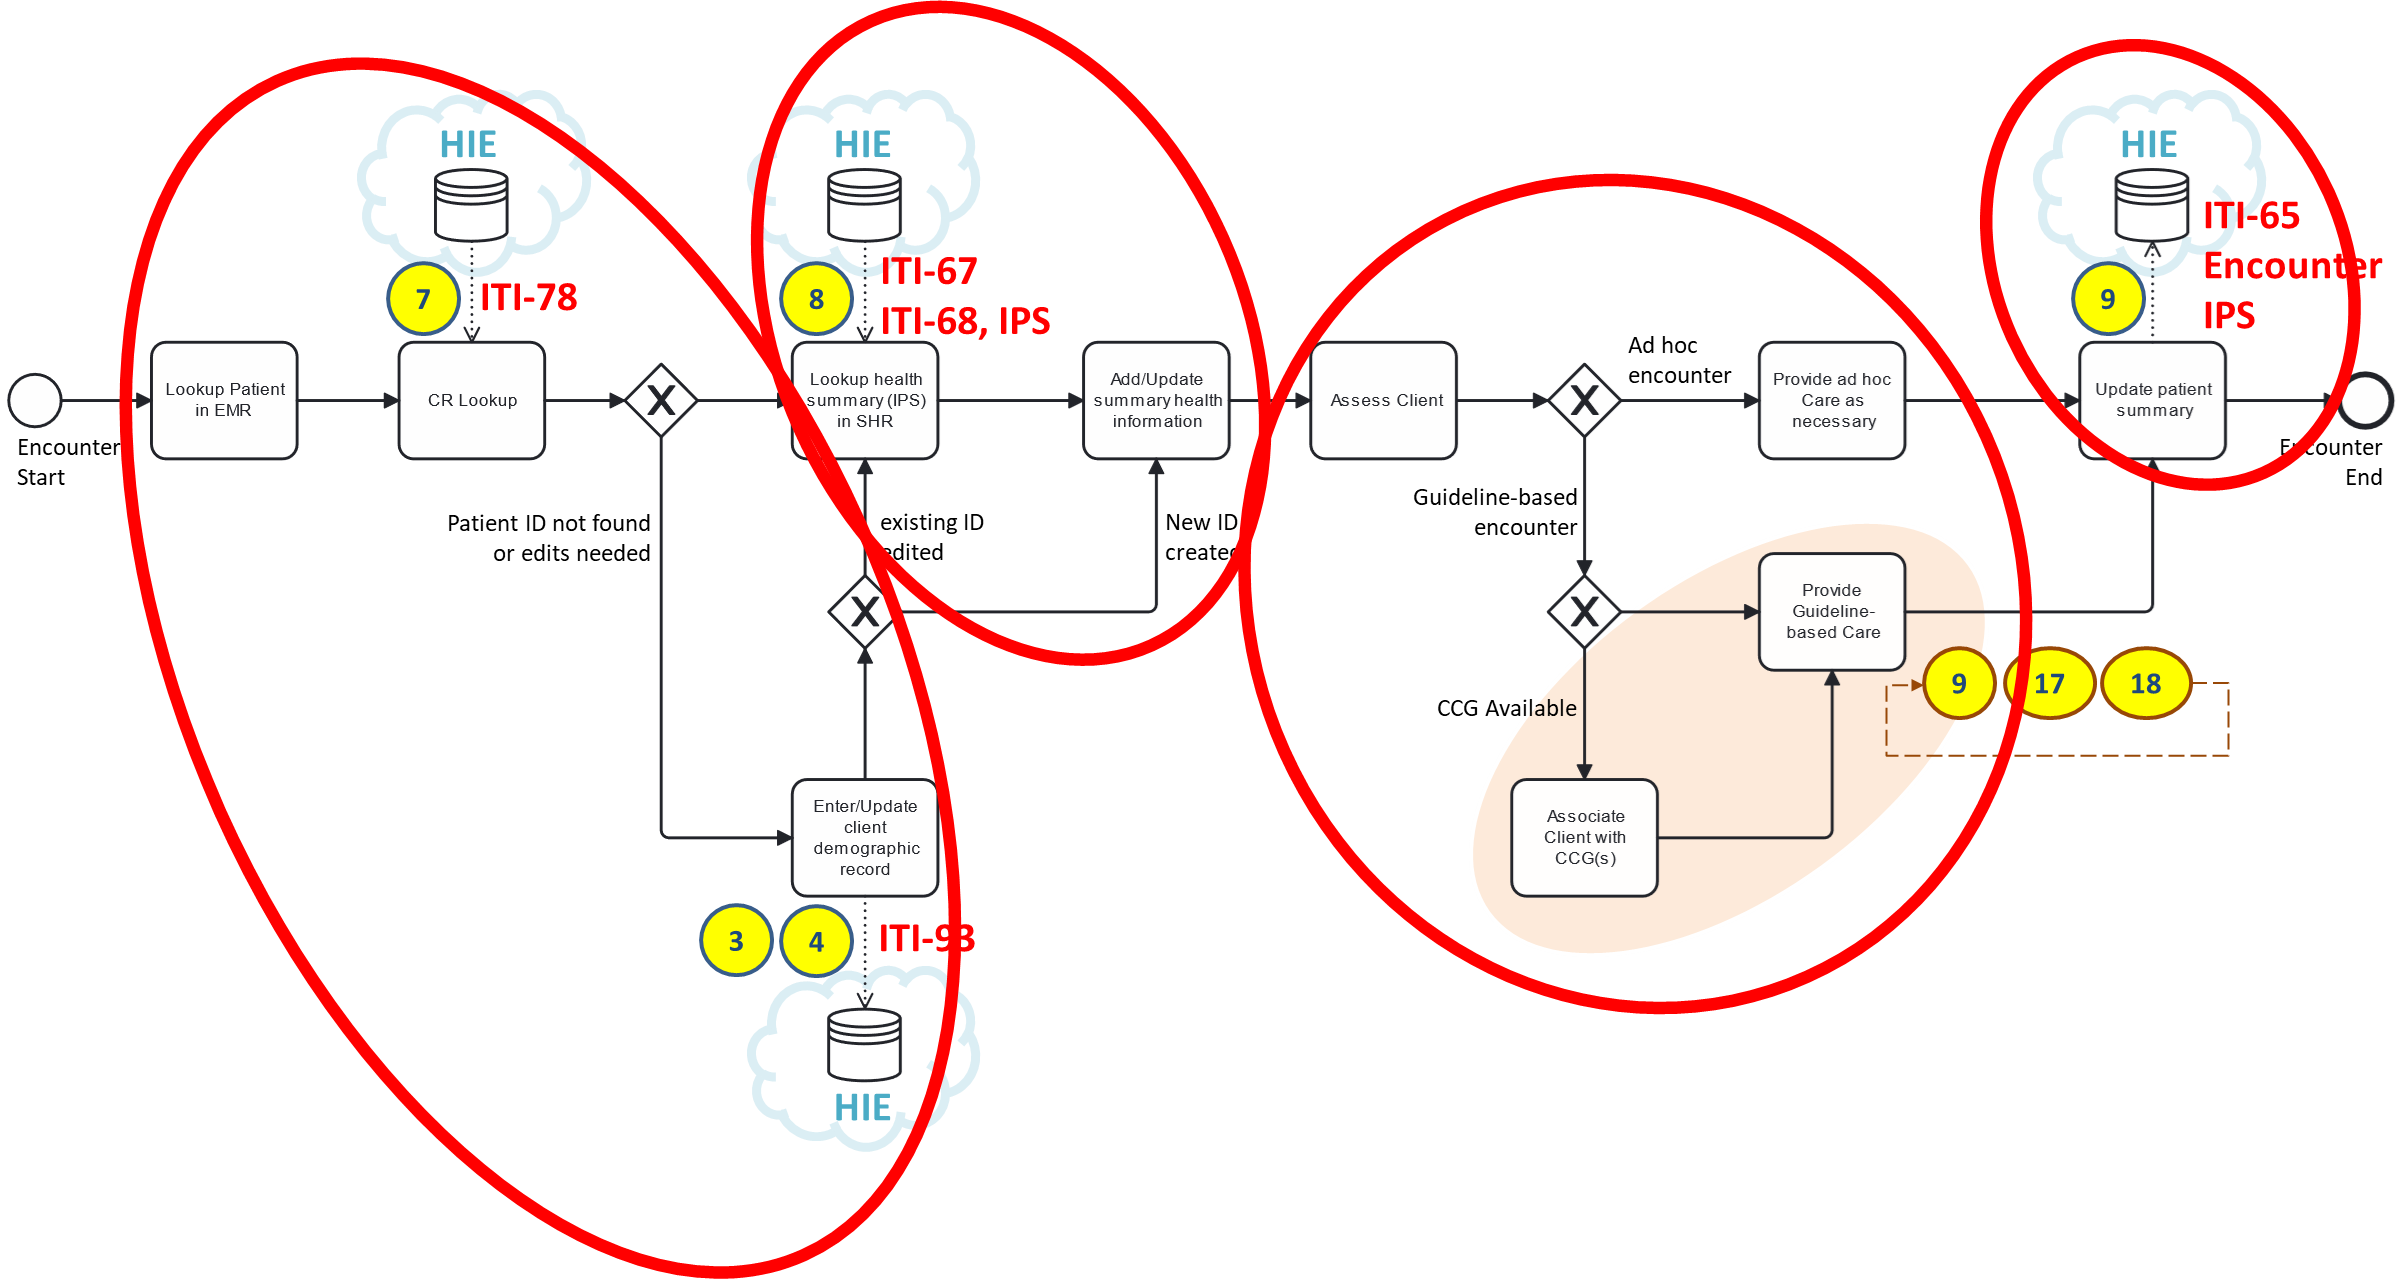 HIE
7
ITI-78
HIE
8
ITI-67
ITI-68, IPS
HIE
9
ITI-65
Encounter
IPS
Encounter
Start
Lookup Patient
in EMR
CR Lookup
X
Lookup health
summary (IPS)
in SHR
Add/Update
summary health
information
Assess Client
X
Ad hoc
encounter
Provide ad hoc
Care as
necessary
Update patient
summary
Encounter
End
Patient ID not found
or edits needed
existing ID
edited
New ID
created
Guideline-based
encounter
X
X
Provide
Guideline-
based Care
9
17
18
CCG Available
Enter/Update
client
demographic
record
Associate
Client with
CCG(s)
3
4
ITI-93
HIE